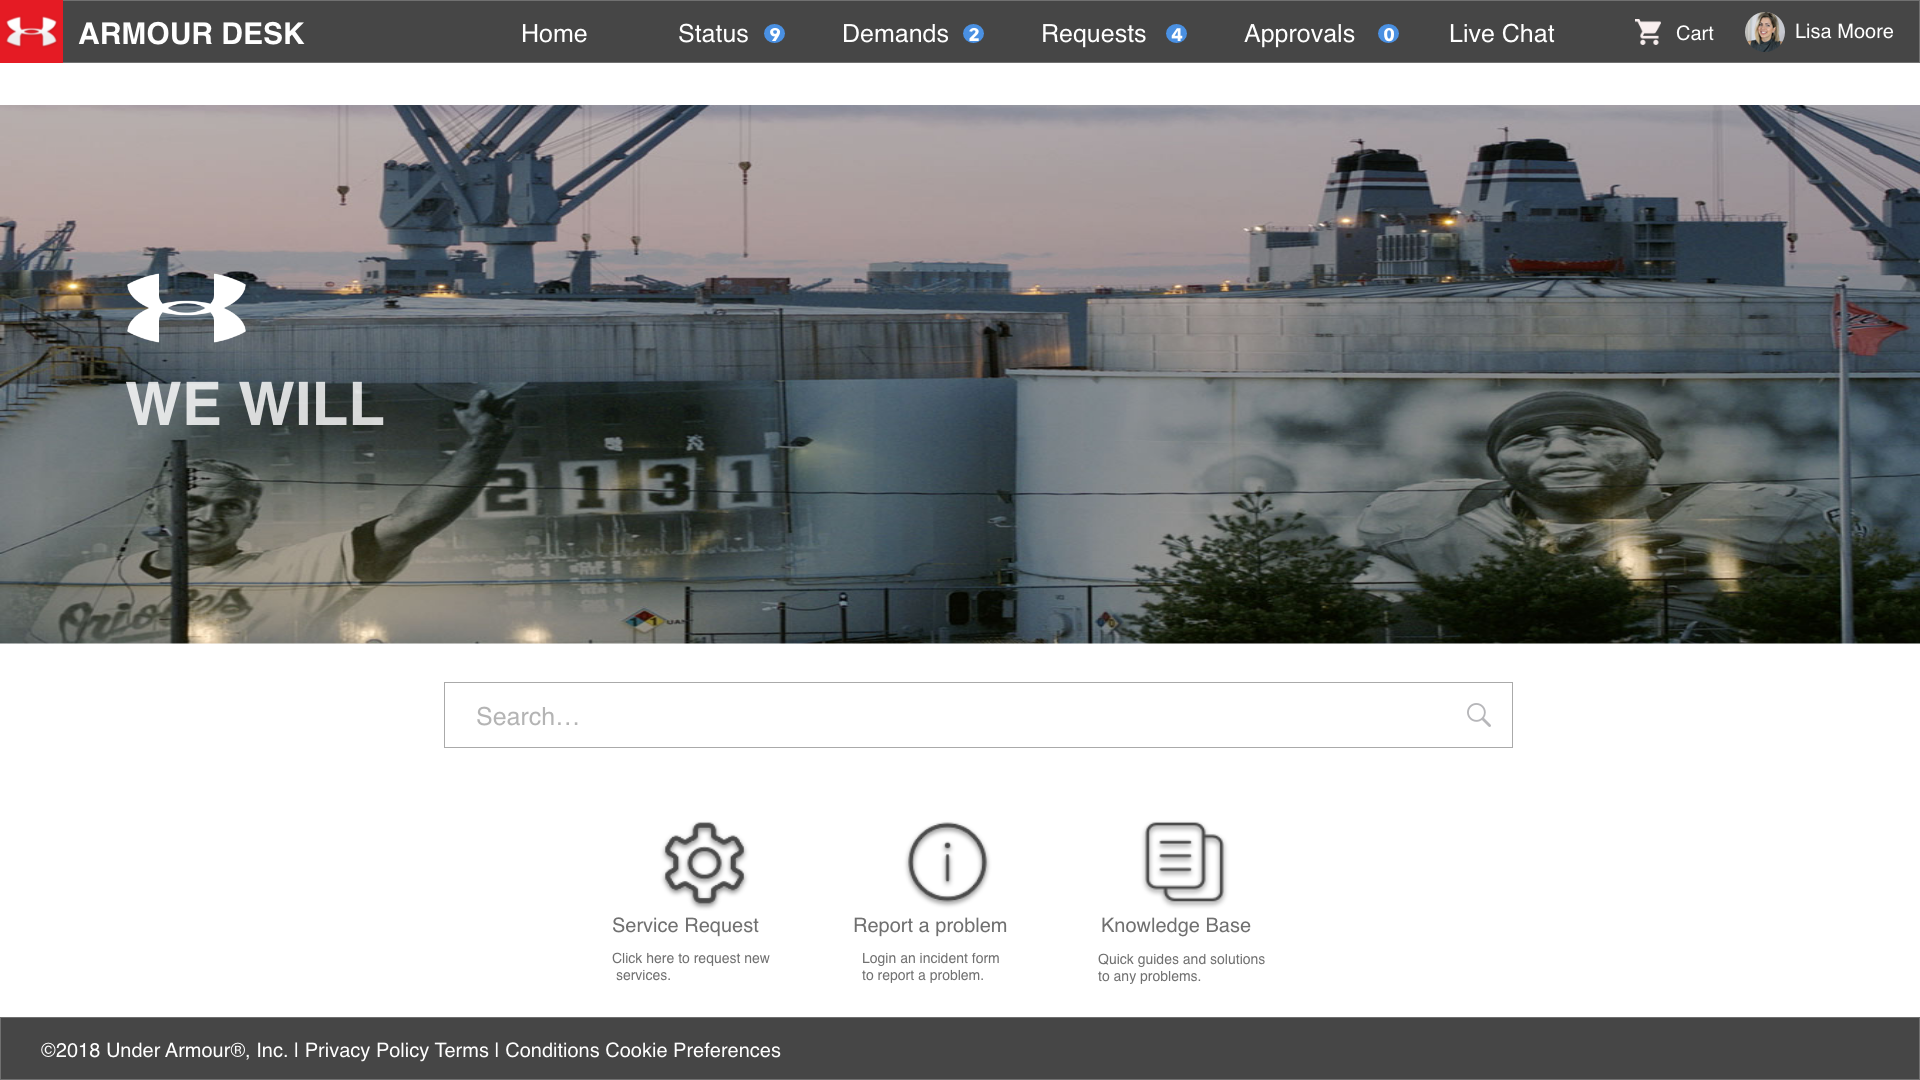 ARMOUR DESK
Home
Status 9
Demands 2
Requests 4
Approvals 0
Live Chat
Cart
Lisa Moore
WE WILL
2131
Orioles
Search...
Service Request
Click here to request new
services.
Report a problem
Login an incident form
to report a problem.
Knowledge Base
Quick guides and solutions
to any problems.
©2018 Under Armour®, Inc. | Privacy Policy Terms | Conditions Cookie Preferences